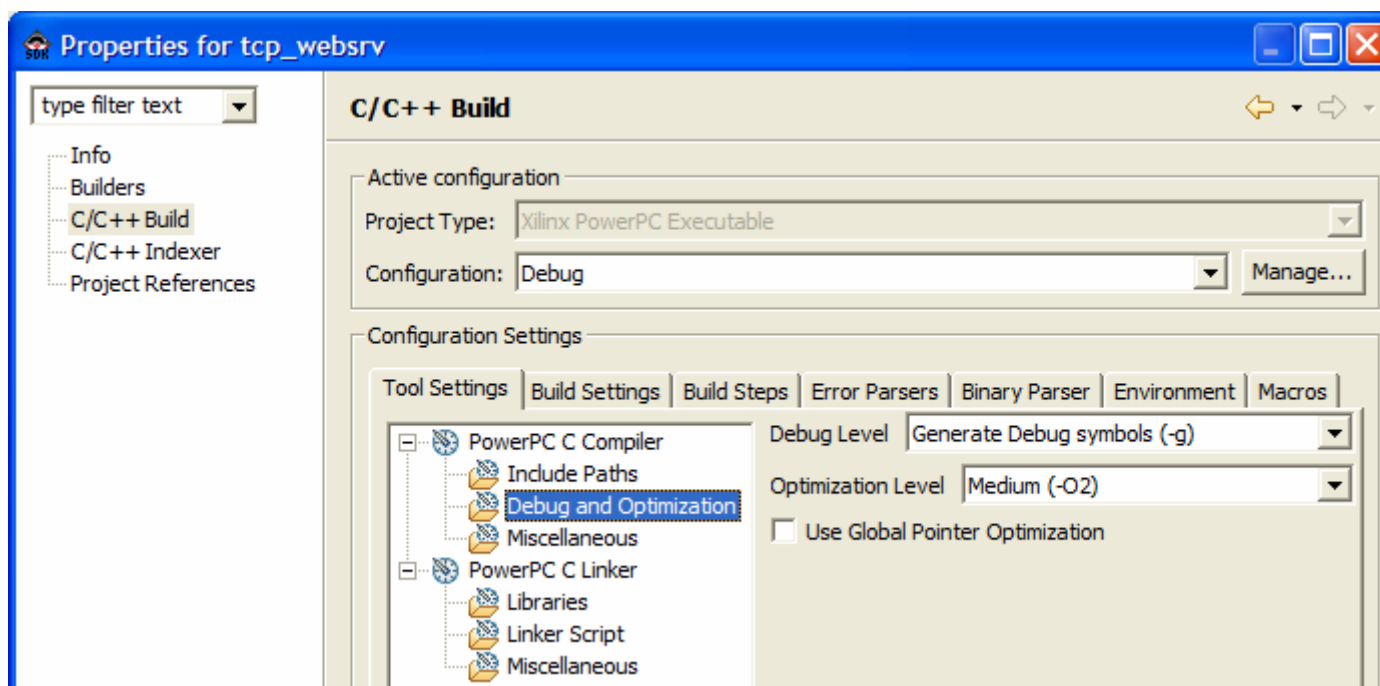 SDK Properties for tcp_websrv
type filter text
Info
Builders
C/C++ Build
C/C++ Indexer
Project References
C/C++ Build
Active configuration
Project Type: Xilinx PowerPC Executable
Configuration: Debug Manage...
Configuration Settings
Tool Settings Build Settings Build Steps Error Parsers Binary Parser Environment Macros
PowerPC C Compiler
Include Paths
Debug and Optimization
Miscellaneous
PowerPC C Linker
Libraries
Linker Script
Miscellaneous
Debug Level Generate Debug symbols (-g)
Optimization Level Medium (-O2)
Use Global Pointer Optimization